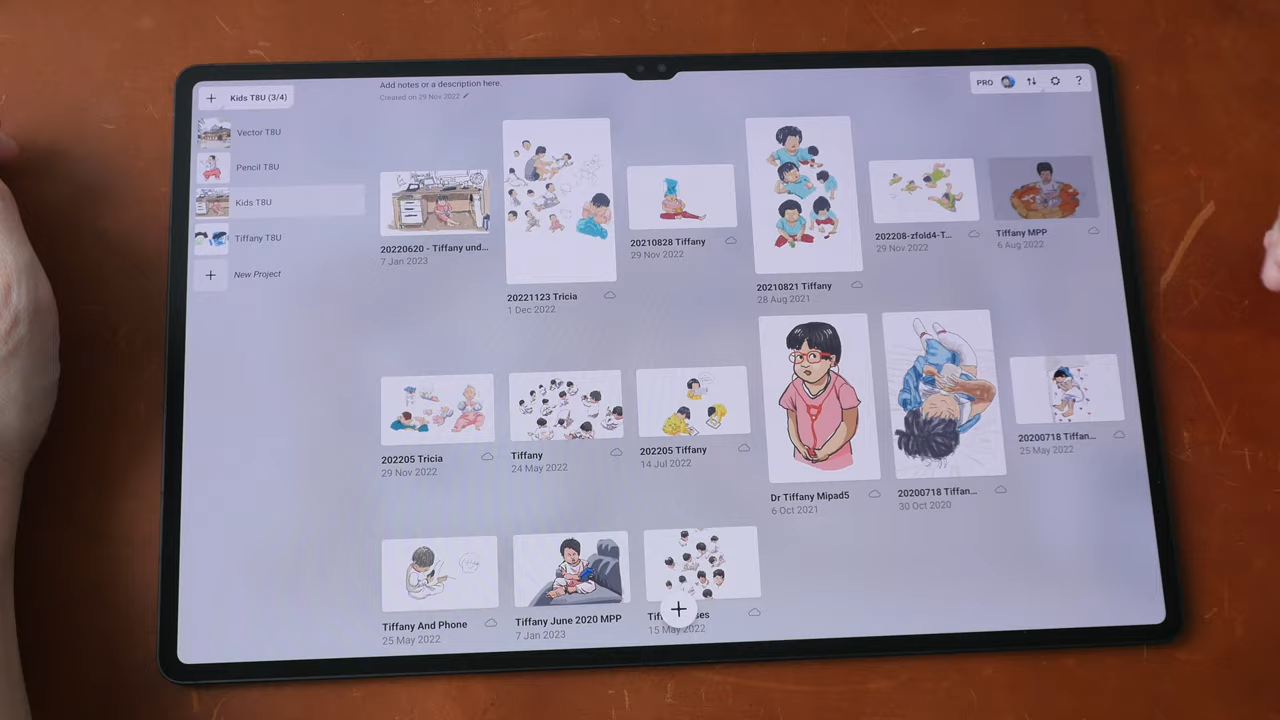 Add notes or a description here.
Created on 29 Nov 2022
Kids T8U (3/4)
PRO
?
Vector T8U
Pencil T8U
Kids T8U
Tiffany T8U
New Project
20220620 - Tiffany und...
7 Jan 2023
20221123 Tricia
1 Dec 2022
20210828 Tiffany
29 Nov 2022
20210821 Tiffany
28 Aug 2021
202208-zfold4-T...
29 Nov 2022
Tiffany MPP
6 Aug 2022
202205 Tricia
29 Nov 2022
Tiffany
24 May 2022
202205 Tiffany
14 Jul 2022
Dr Tiffany Mipad5
6 Oct 2021
20200718 Tiffan...
30 Oct 2020
20200718 Tiffan...
25 May 2022
Tiffany And Phone
25 May 2022
Tiffany June 2020 MPP
7 Jan 2023
15 May 2022